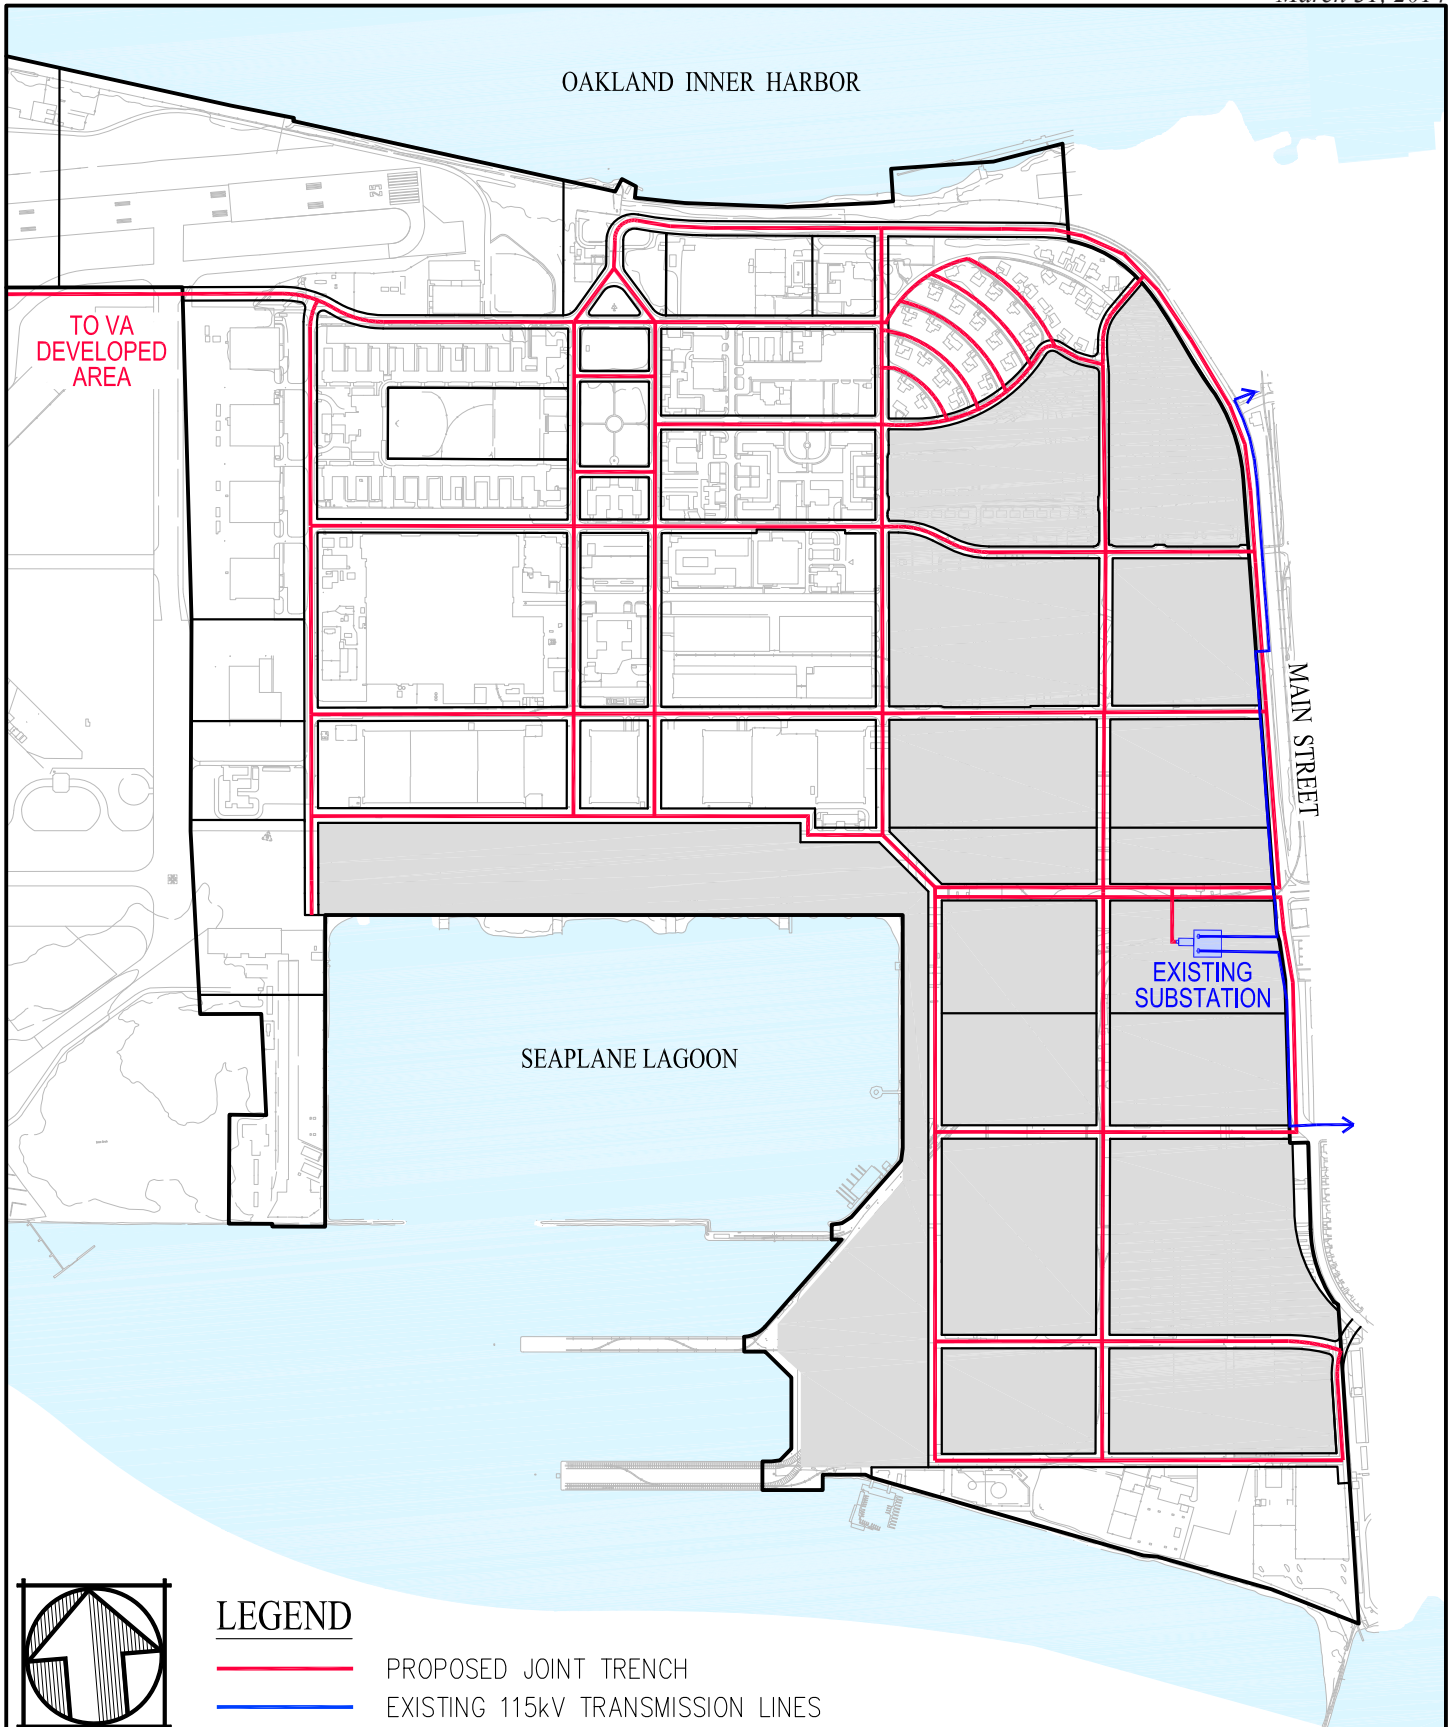 OAKLAND INNER HARBOR
TO VA
DEVELOPED
AREA
MAIN STREET
EXISTING
SUBSTATION
SEAPLANE LAGOON
LEGEND
PROPOSED JOINT TRENCH
EXISTING 115kV TRANSMISSION LINES